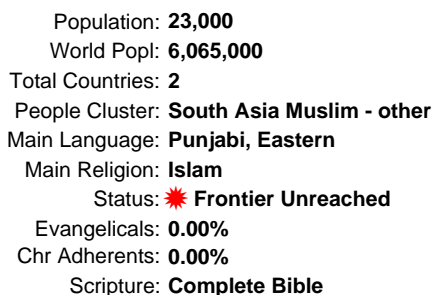 Population: 23,000
World Popl: 6,065,000
Total Countries: 2
People Cluster: South Asia Muslim - other
Main Language: Punjabi, Eastern
Main Religion: Islam
Status: Frontier Unreached
Evangelicals: 0.00%
Chr Adherents: 0.00%
Scripture: Complete Bible